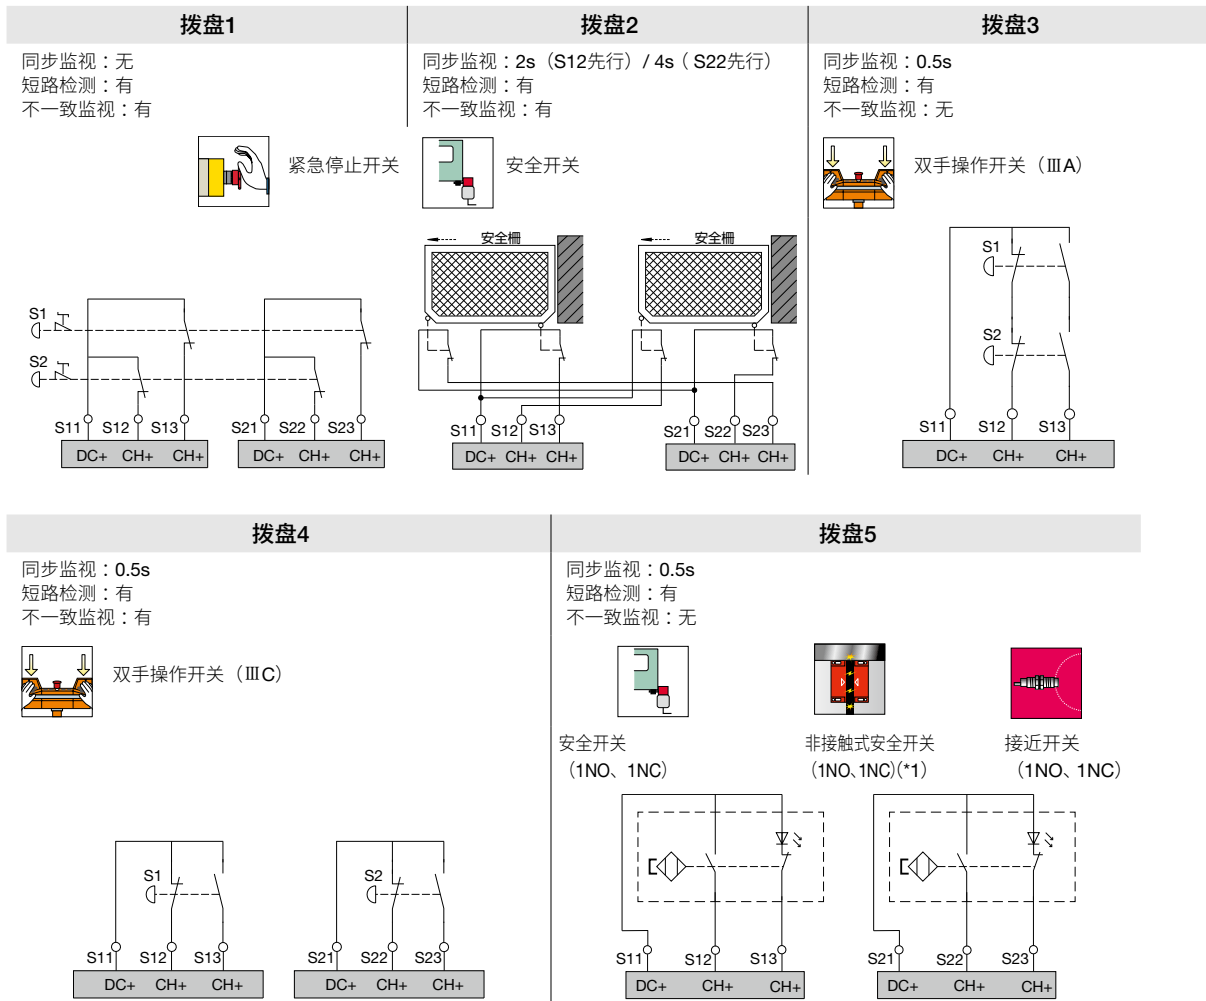 拨盘1
同步监视：无
短路检测：有
不一致监视：有
紧急停止开关
S1
S2
S11 S12 S13 S21 S22 S23
DC+ CH+ CH+ DC+ CH+ CH+
拨盘2
同步监视：2s（S12先行）/ 4s（ S22先行）
短路检测：有
不一致监视：有
安全开关
安全栅 安全栅
S11 S12 S13 S21 S22 S23
DC+ CH+ CH+ DC+ CH+ CH+
拨盘3
同步监视：0.5s
短路检测：有
不一致监视：无
双手操作开关（ⅢA）
S1
S2
S11 S12 S13
DC+ CH+ CH+
拨盘4
同步监视：0.5s
短路检测：有
不一致监视：有
双手操作开关（ⅢC）
S1 S2
S11 S12 S13 S21 S22 S23
DC+ CH+ CH+ DC+ CH+ CH+
拨盘5
同步监视：0.5s
短路检测：有
不一致监视：无
安全开关
（1NO、1NC）
非接触式安全开关
(1NO、1NC)(*1)
接近开关
（1NO、1NC）
S11 S12 S13 S21 S22 S23
DC+ CH+ CH+ DC+ CH+ CH+